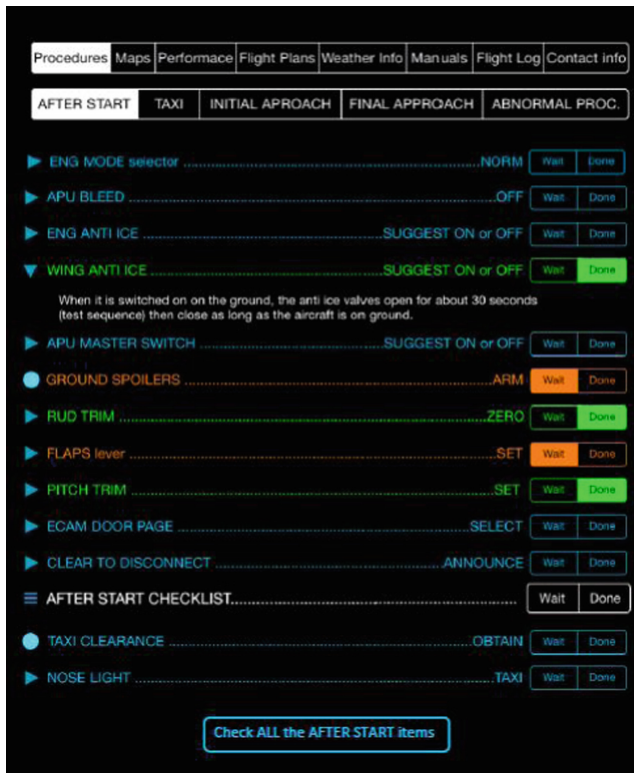 Procedures Maps Performace Flight Plans Weather Info Manuals Flight Log Contact info
AFTER START TAXI INITIAL APROACH FINAL APPROACH ABNORMAL PROC.
ENG MODE selector ........................ NORM Wait Done
APU BLEED ........................ OFF Wait Done
ENG ANTI ICE ........................ SUGGEST ON or OFF Wait Done
WING ANTI ICE ........................ SUGGEST ON or OFF Wait Done
When it is switched on on the ground, the anti ice valves open for about 30 seconds
(test sequence) then close as long as the aircraft is on ground.
APU MASTER SWITCH ........................ SUGGEST ON or OFF Wait Done
GROUND SPOILERS ........................ ARM Wait Done
RUD TRIM ........................ ZERO Wait Done
FLAPS lever ........................ SET Wait Done
PITCH TRIM ........................ SET Wait Done
ECAM DOOR PAGE ........................ SELECT Wait Done
CLEAR TO DISCONNECT ........................ ANNOUNCE Wait Done
AFTER START CHECKLIST ........................ Wait Done
TAXI CLEARANCE ........................ OBTAIN Wait Done
NOSE LIGHT ........................ TAXI Wait Done
Check ALL the AFTER START items